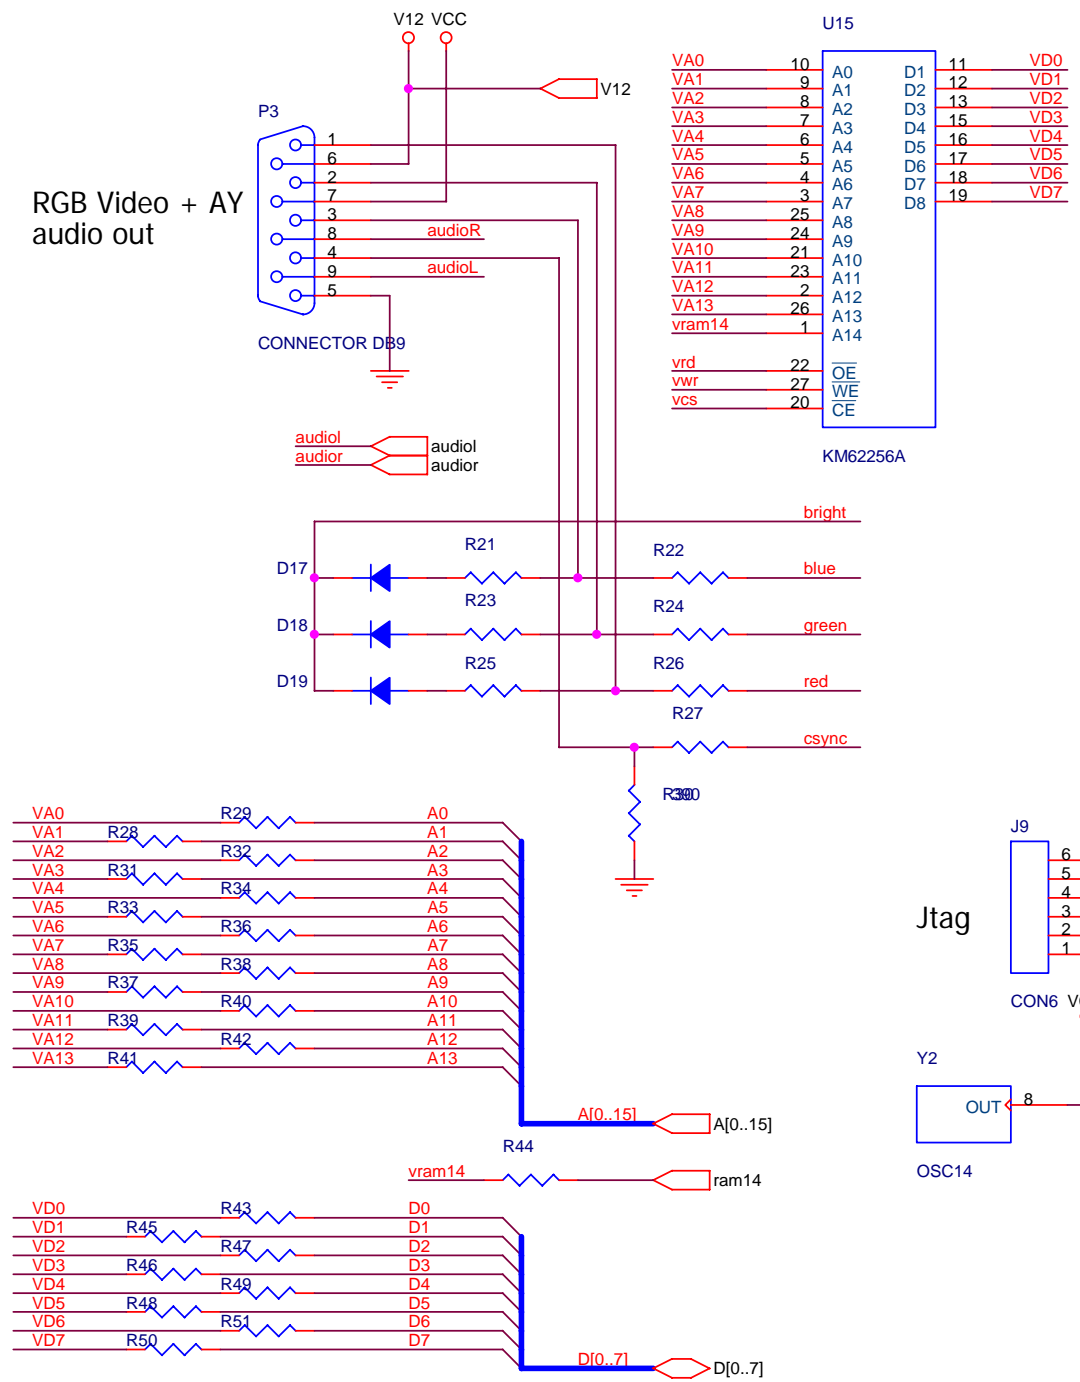 V12 VCC
V12
P3
1
6
2
7
3
8
4
9
5
audioR
audioL
RGB Video + AY
audio out
CONNECTOR DB9
audiol audiol
audior audior
U15
VA0 10 A0 D1 11 VD0
VA1 9 A1 D2 12 VD1
VA2 8 A2 D3 13 VD2
VA3 7 A3 D4 15 VD3
VA4 6 A4 D5 16 VD4
VA5 5 A5 D6 17 VD5
VA6 4 A6 D7 18 VD6
VA7 3 A7 D8 19 VD7
VA8 25 A8
VA9 24 A9
VA10 21 A10
VA11 23 A11
VA12 2 A12
VA13 26 A13
vram14 1 A14
vrd 22 OE
vwr 27 WE
vcs 20 CE
KM62256A
bright
D17 R21 R22 blue
D18 R23 R24 green
D19 R25 R26 red
R27 csync
VA0 R29 A0
VA1 R28 A1
VA2 R32 A2
VA3 R31 A3
VA4 R34 A4
VA5 R33 A5
VA6 R36 A6
VA7 R35 A7
VA8 R38 A8
VA9 R37 A9
VA10 R40 A10
VA11 R39 A11
VA12 R42 A12
VA13 R41 A13
A[0..15] A[0..15]
R44
vram14 ram14
VD0 R43 D0
VD1 R45 D1
VD2 R47 D2
VD3 R46 D3
VD4 R49 D4
VD5 R48 D5
VD6 R51 D6
VD7 R50 D7
D[0..7] D[0..7]
J9
6
5
4
3
2
1
Jtag
CON6
Y2
OUT 8
OSC14